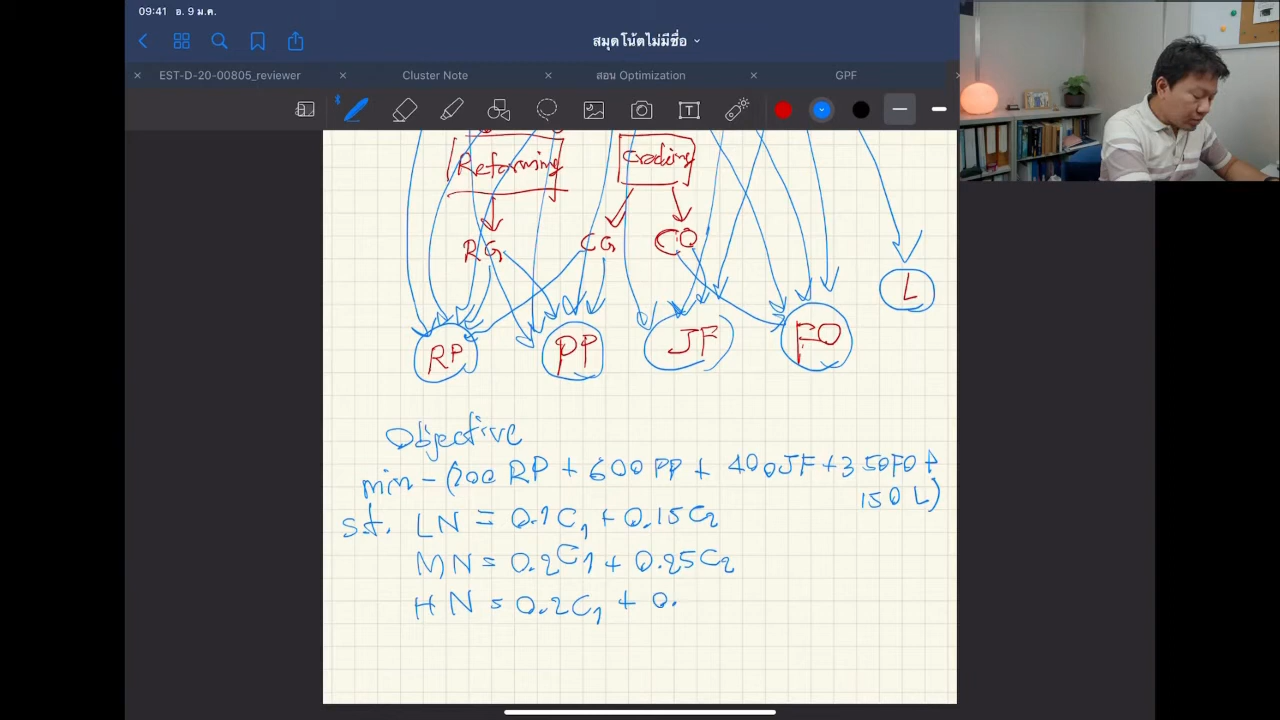 09:41 อ. 9 ม.ค.
สมุดโน้ตไม่มีชื่อ
EST-D-20-00805_reviewer
Cluster Note
สอน Optimization
GPF
Reforming
Cracking
RG
CG
CO
L
RP
PP
JF
FO
Objective
min - (700 RP + 600 PP + 400 JF + 350 FO +
150 L)
s.t. LN = 0.1C1 + 0.15C2
MN = 0.2C1 + 0.25C2
HN = 0.2C1 + 0.